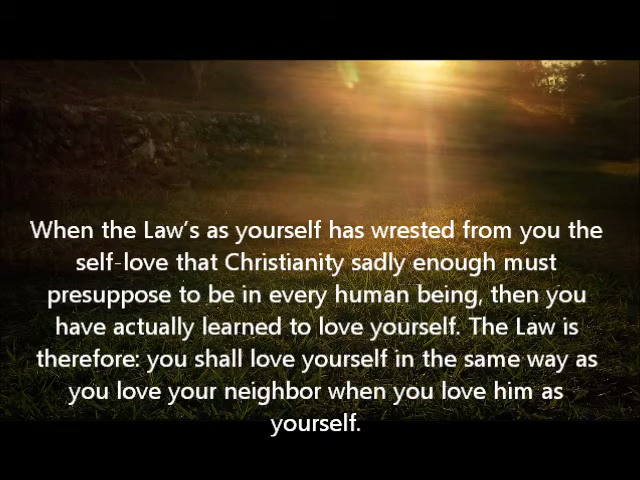 When the Law’s as yourself has wrested from you the
self-love that Christianity sadly enough must
presuppose to be in every human being, then you
have actually learned to love yourself. The Law is
therefore: you shall love yourself in the same way as
you love your neighbor when you love him as
yourself.